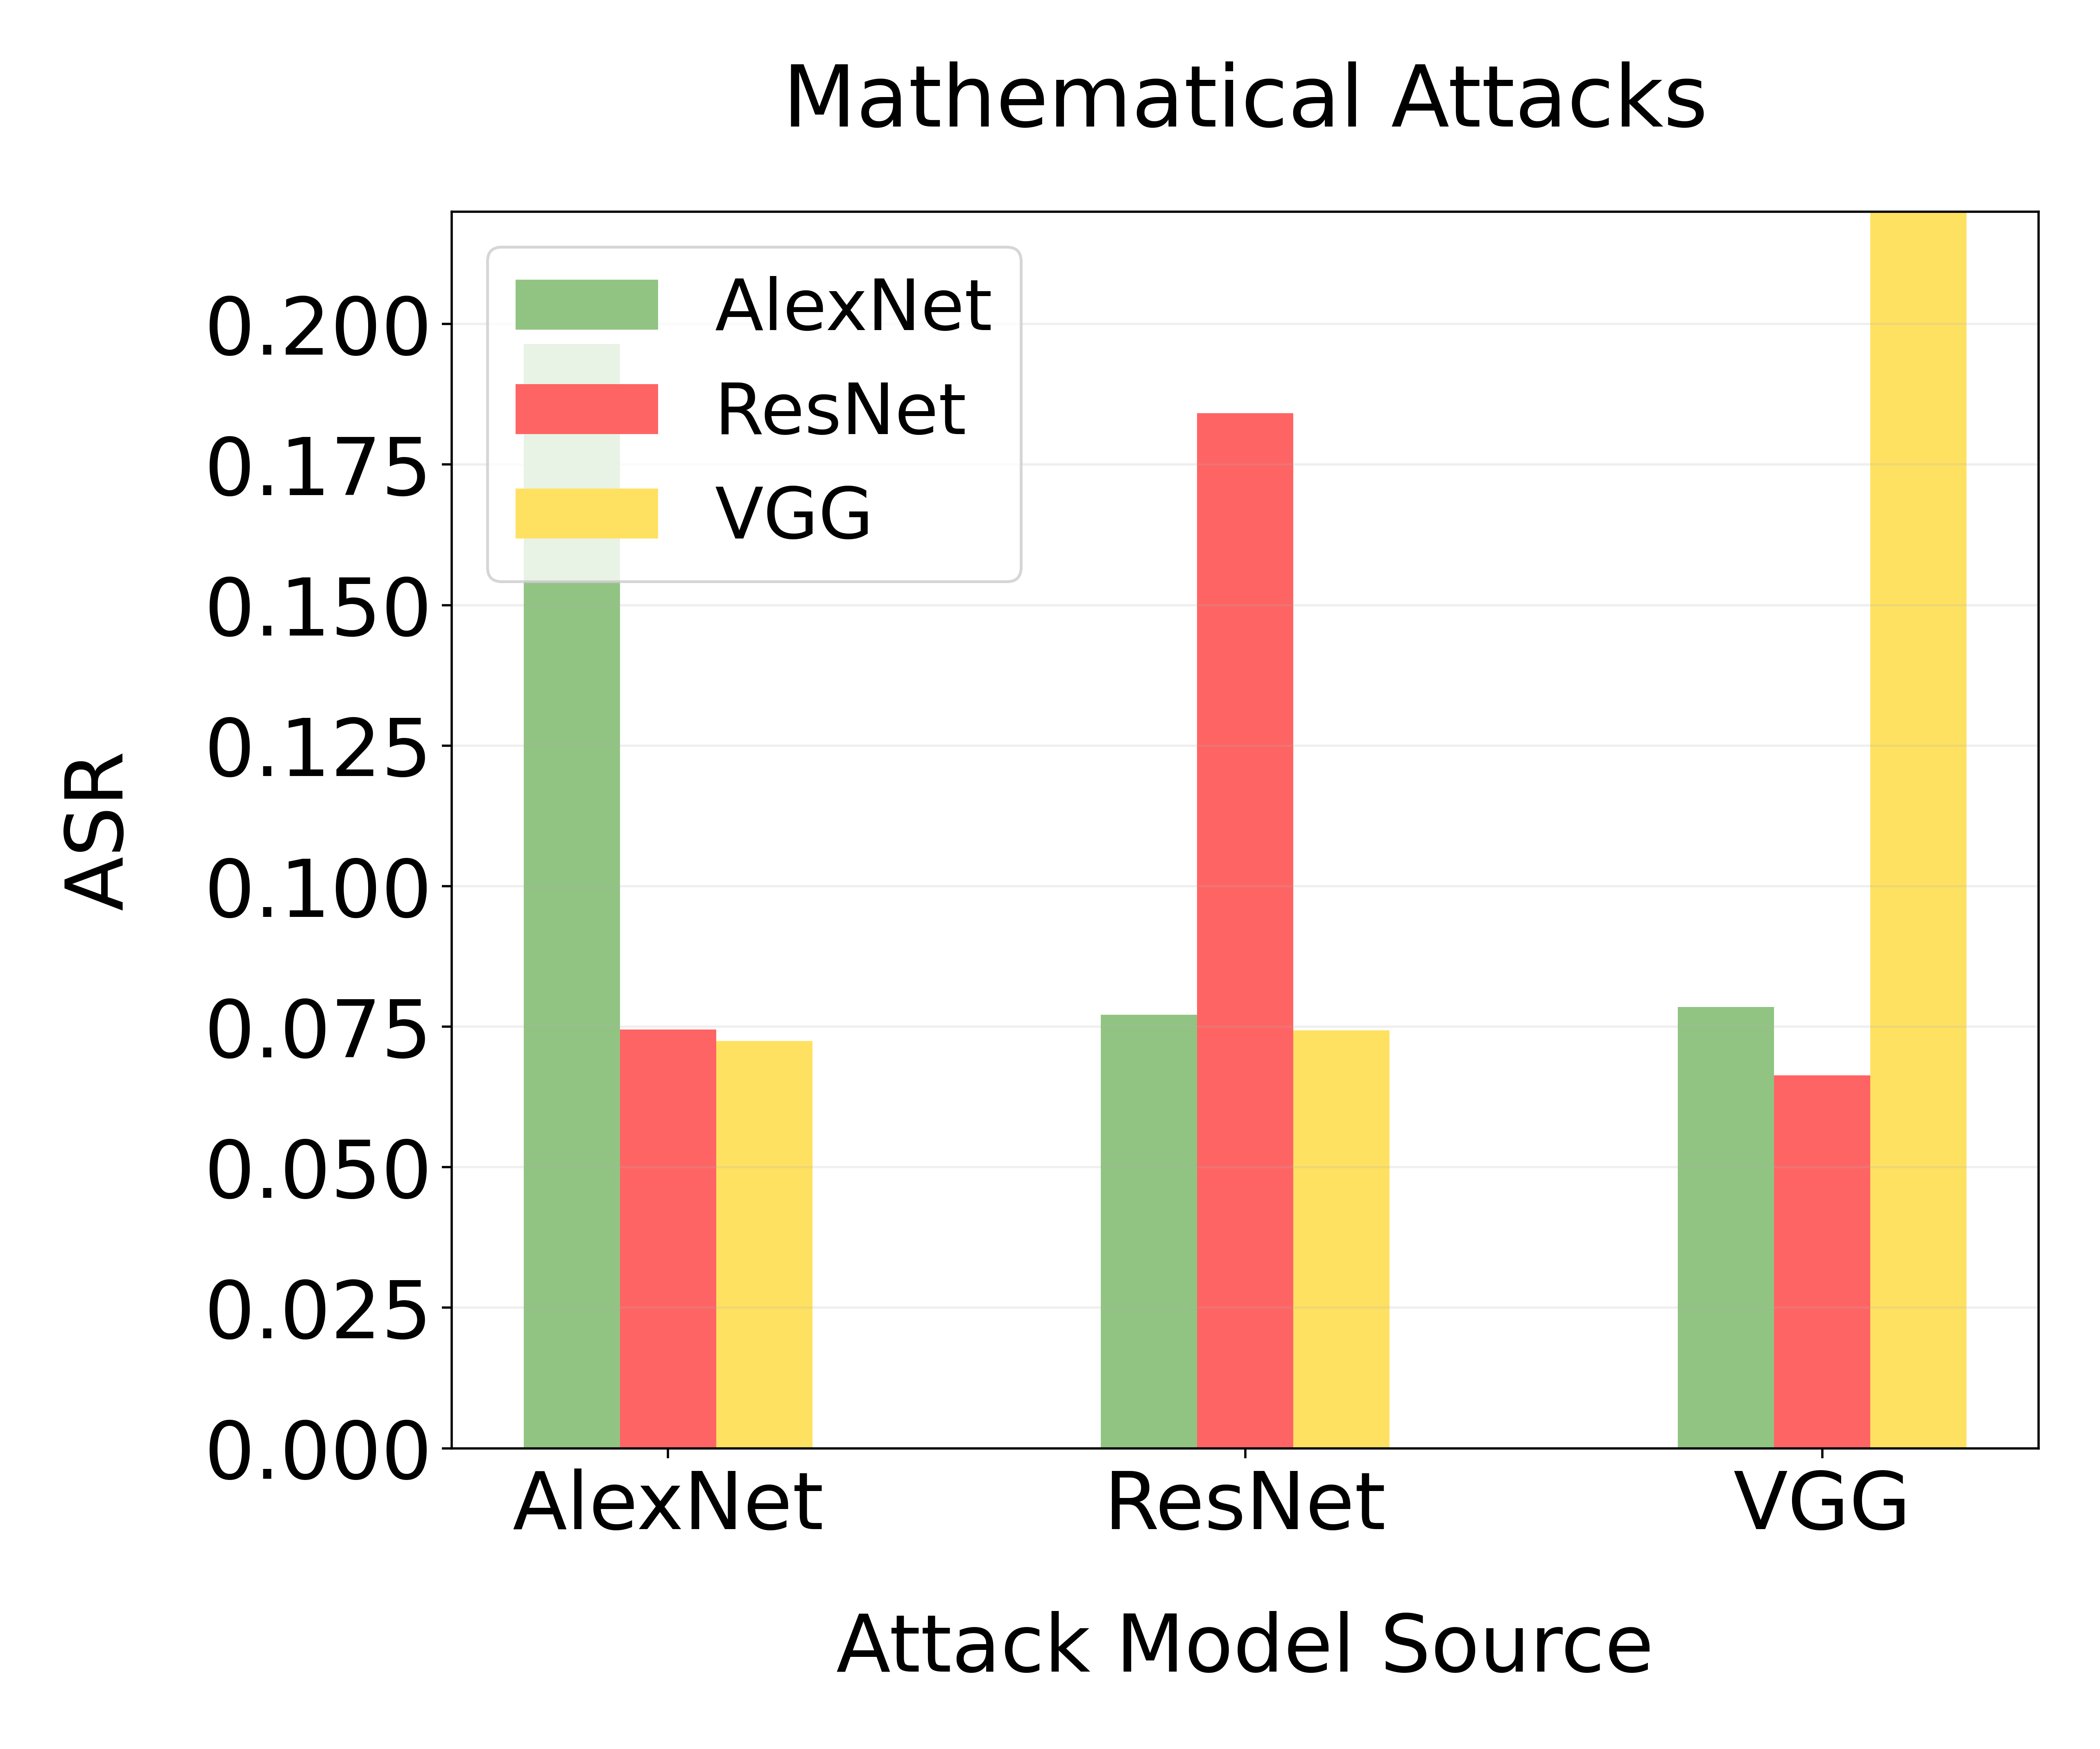 Mathematical Attacks
AlexNet
ResNet
VGG
0.200
0.175
0.150
0.125
0.100
0.075
0.050
0.025
0.000
ASR
AlexNet ResNet VGG
Attack Model Source